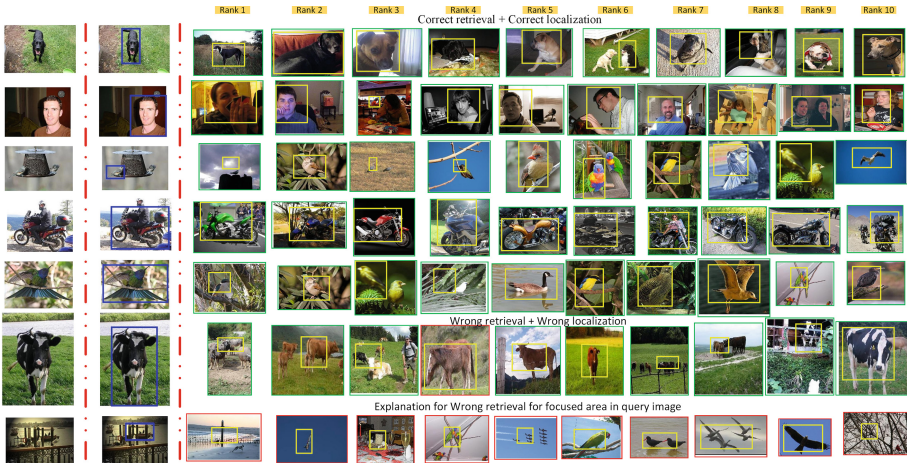 Rank 1 Rank 2 Rank 3 Rank 4 Rank 5 Rank 6 Rank 7 Rank 8 Rank 9 Rank 10
Correct retrieval + Correct localization
Wrong retrieval + Wrong localization
Explanation for Wrong retrieval for focused area in query image